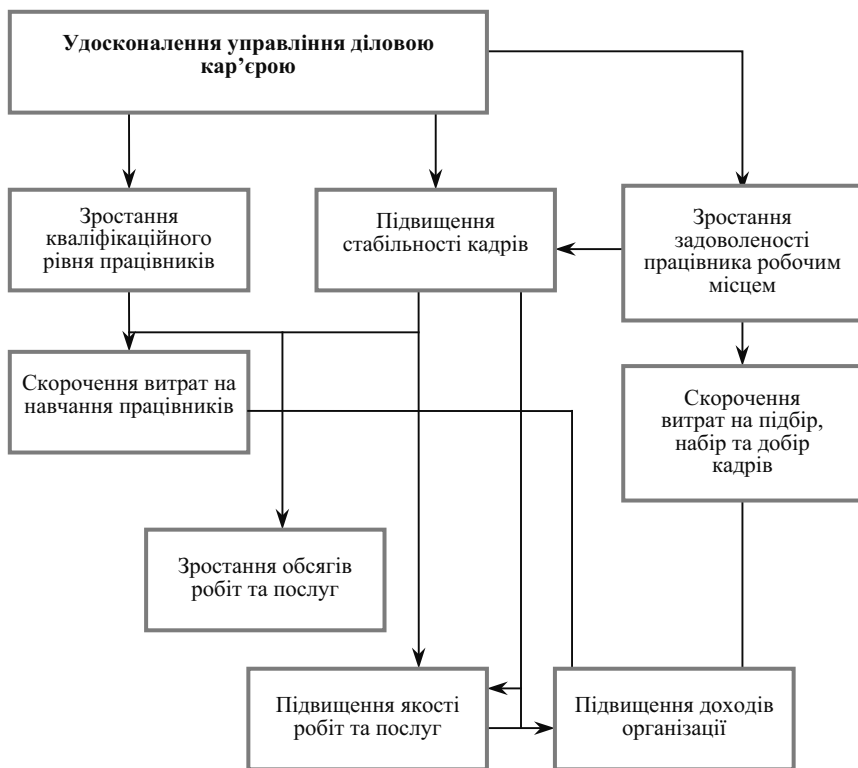 Удосконалення управління діловою
кар’єрою
Зростання
кваліфікаційного
рівня працівників
Підвищення
стабільності кадрів
Зростання
задоволеності
працівника робочим
місцем
Скорочення витрат на
навчання працівників
Скорочення
витрат на підбір,
набір та добір
кадрів
Зростання обсягів
робіт та послуг
Підвищення якості
робіт та послуг
Підвищення доходів
організації